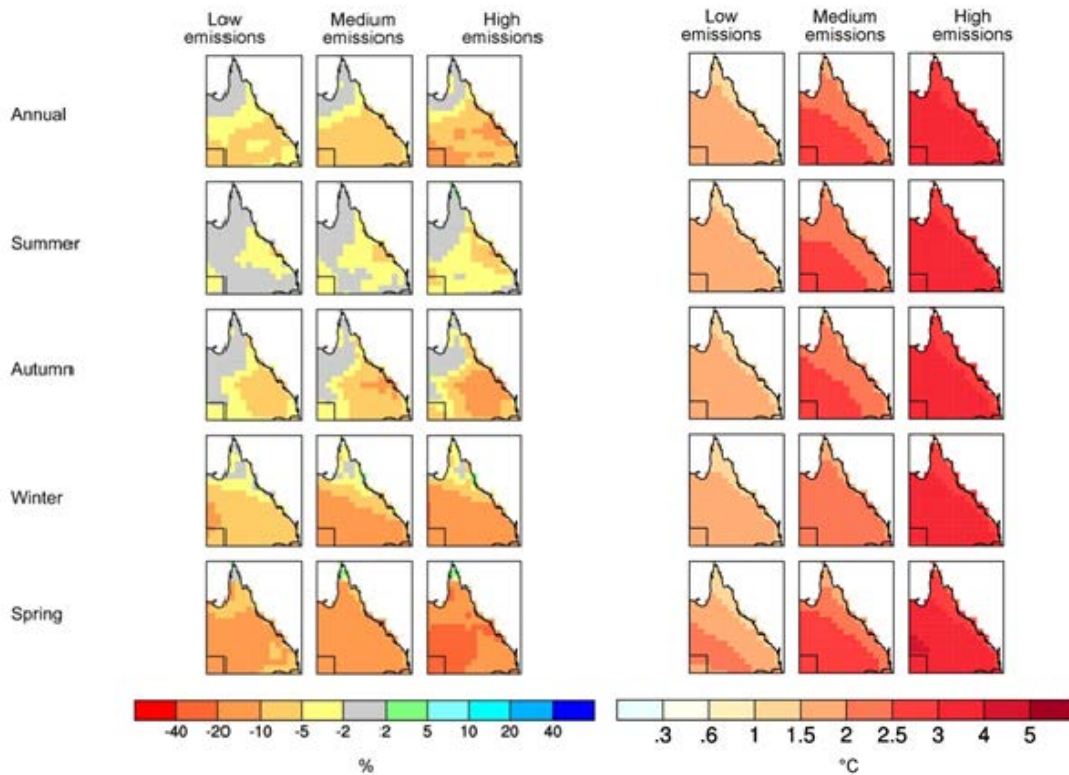 Low emissions Medium emissions High emissions Low emissions Medium emissions High emissions
Annual
Summer
Autumn
Winter
Spring
-40 -20 -10 -5 -2 2 5 10 20 40
%
.3 .6 1 1.5 2 2.5 3 4 5
°C